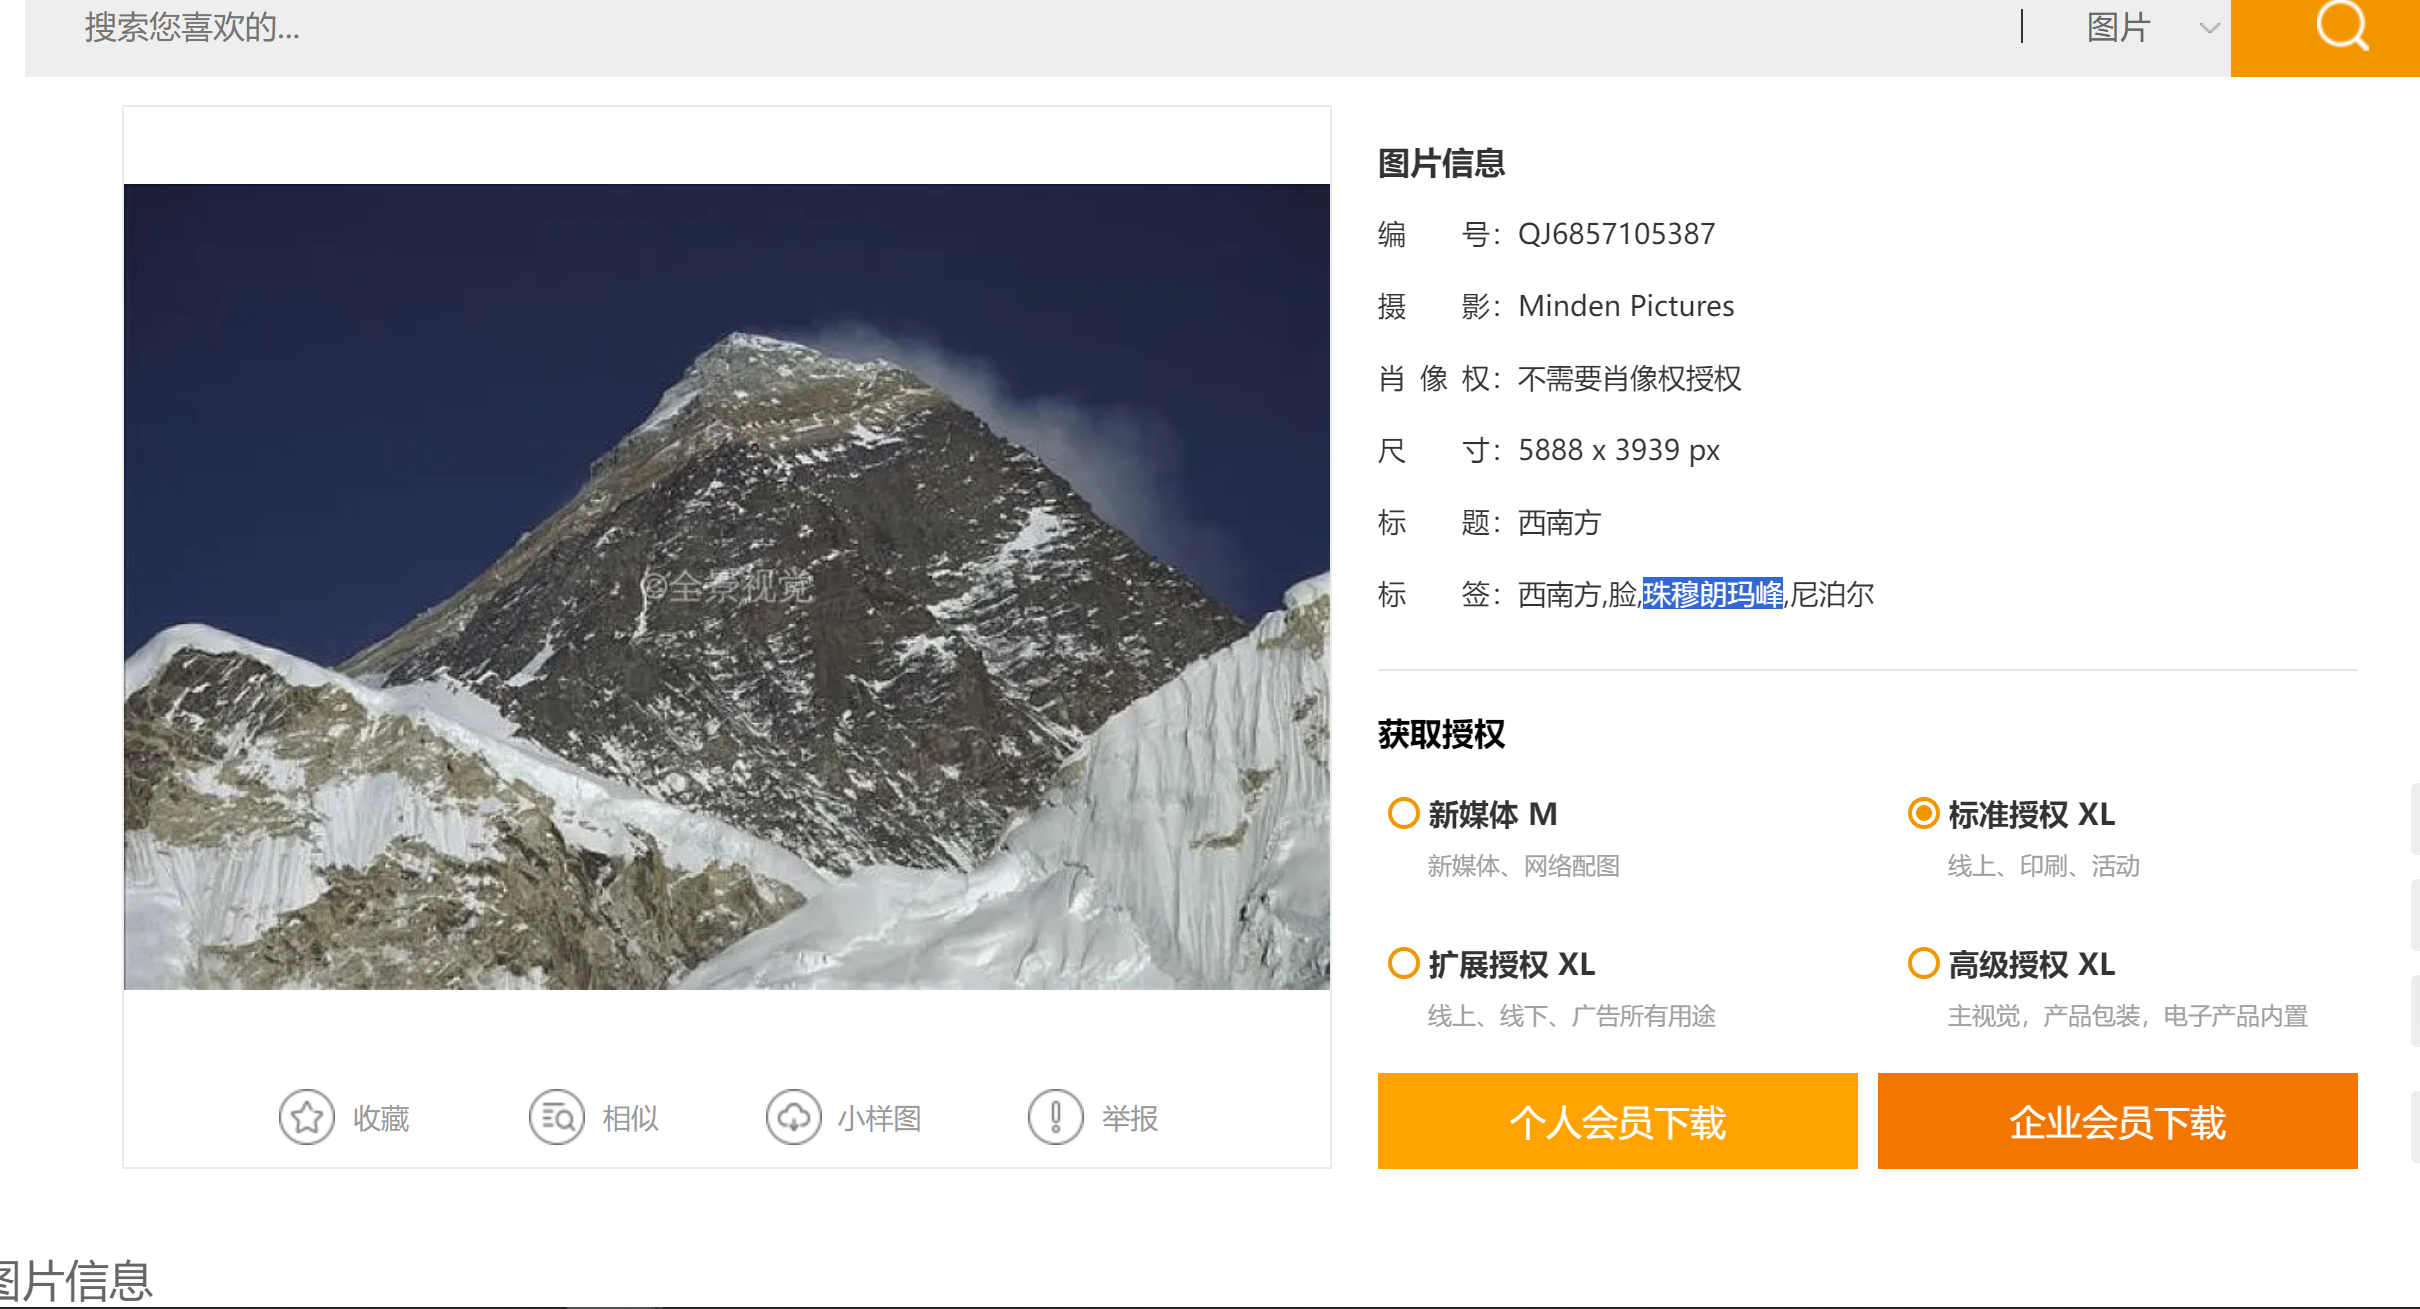 搜索您喜欢的...
图片
©全景视觉
收藏
相似
小样图
举报
图片信息
编号：QJ6857105387
摄影：Minden Pictures
肖像权：不需要肖像权授权
尺寸：5888 x 3939 px
标题：西南方
标签：西南方,脸,珠穆朗玛峰,尼泊尔
获取授权
新媒体 M
新媒体、网络配图
标准授权 XL
线上、印刷、活动
扩展授权 XL
线上、线下、广告所有用途
高级授权 XL
主视觉，产品包装，电子产品内置
个人会员下载
企业会员下载
图片信息